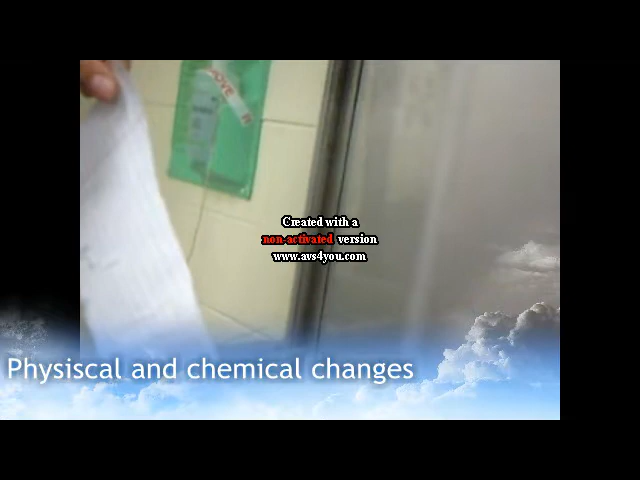 Created with a
non-activated version
www.avs4you.com
Physiscal and chemical changes